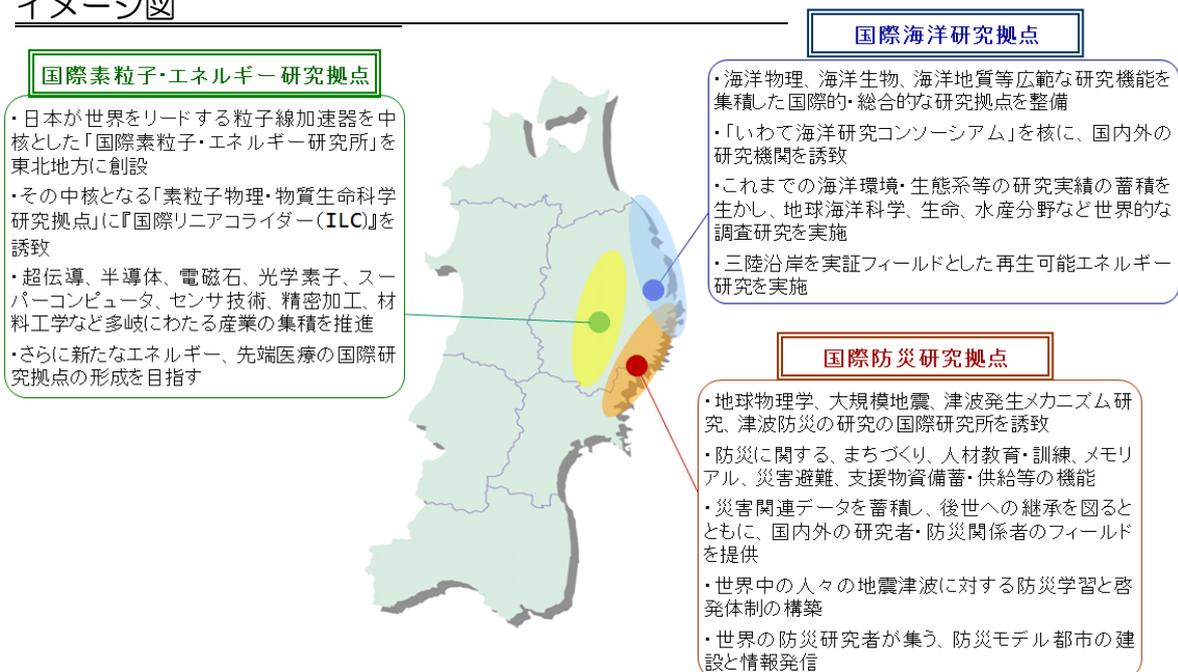 イメージ図
国際素粒子・エネルギー研究拠点
・日本が世界をリードする粒子線加速器を中
核とした「国際素粒子・エネルギー研究所」を
東北地方に創設
・その中核となる「素粒子物理・物質生命科学
研究拠点」に『国際リニアコライダー(ILC)』を
誘致
・超伝導、半導体、電磁石、光学素子、スー
パーコンピュータ、センサ技術、精密加工、材
料工学など多岐にわたる産業の集積を推進
・さらに新たなエネルギー、先端医療の国際研
究拠点の形成を目指す
国際海洋研究拠点
・海洋物理、海洋生物、海洋地質等広範な研究機能を
集積した国際的・総合的な研究拠点を整備
・「いわて海洋研究コンソーシアム」を核に、国内外の
研究機関を誘致
・これまでの海洋環境・生態系等の研究実績の蓄積を
生かし、地球海洋科学、生命、水産分野など世界的な
調査研究を実施
・三陸沿岸を実証フィールドとした再生可能エネルギー
研究を実施
国際防災研究拠点
・地球物理学、大規模地震、津波発生メカニズム研
究、津波防災の研究の国際研究所を誘致
・防災に関する、まちづくり、人材教育・訓練、メモリ
アル、災害避難、支援物資備蓄・供給等の機能
・災害関連データを蓄積し、後世への継承を図ると
ともに、国内外の研究者・防災関係者のフィールド
を提供
・世界中の人々の地震津波に対する防災学習と啓
発体制の構築
・世界の防災研究者が集う、防災モデル都市の建
設と情報発信